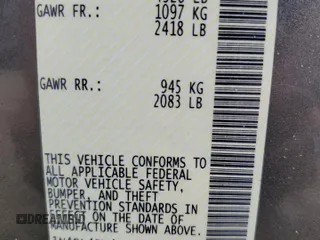 GAWR FR.: 1097 KG
2418 LB
GAWR RR.: 945 KG
2083 LB
THIS VEHICLE CONFORMS TO
ALL APPLICABLE FEDERAL
MOTOR VEHICLE SAFETY,
BUMPER, AND THEFT
PREVENTION STANDARDS IN
EFFECT ON THE DATE OF
MANUFACTURE SHOWN ABOVE.
DREAMBID